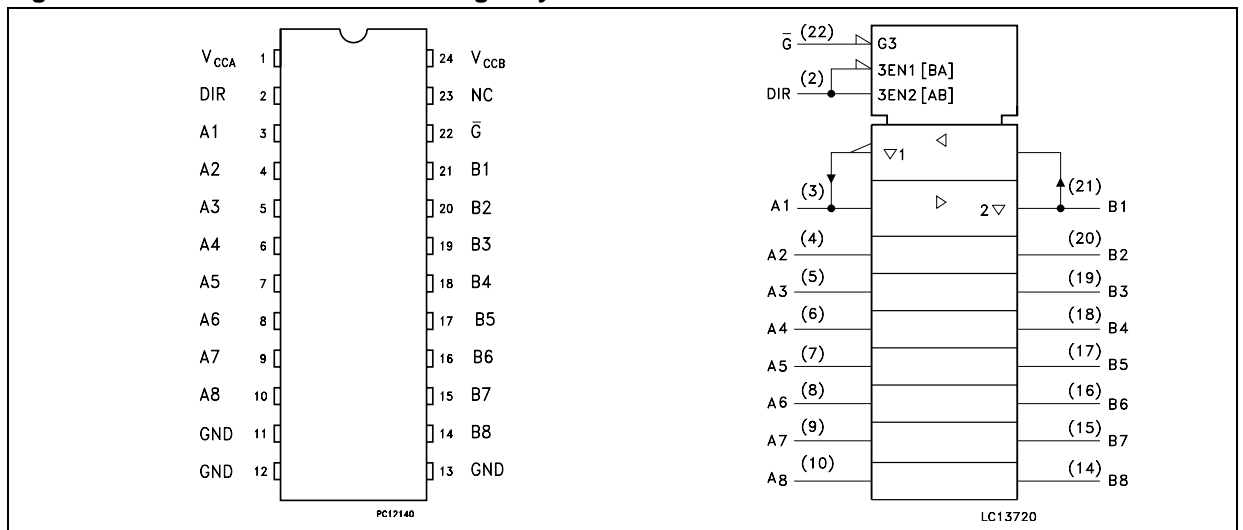 V_CCA 1 24 V_CCB
DIR 2 23 NC
A1 3 22 G̅
A2 4 21 B1
A3 5 20 B2
A4 6 19 B3
A5 7 18 B4
A6 8 17 B5
A7 9 16 B6
A8 10 15 B7
GND 11 14 B8
GND 12 13 GND
PC12140
G̅ (22) G3
3EN1 [BA]
DIR (2) 3EN2 [AB]
▽1 ◁
A1 (3) ▷ 2▽ (21) B1
A2 (4) (20) B2
A3 (5) (19) B3
A4 (6) (18) B4
A5 (7) (17) B5
A6 (8) (16) B6
A7 (9) (15) B7
A8 (10) (14) B8
LC13720